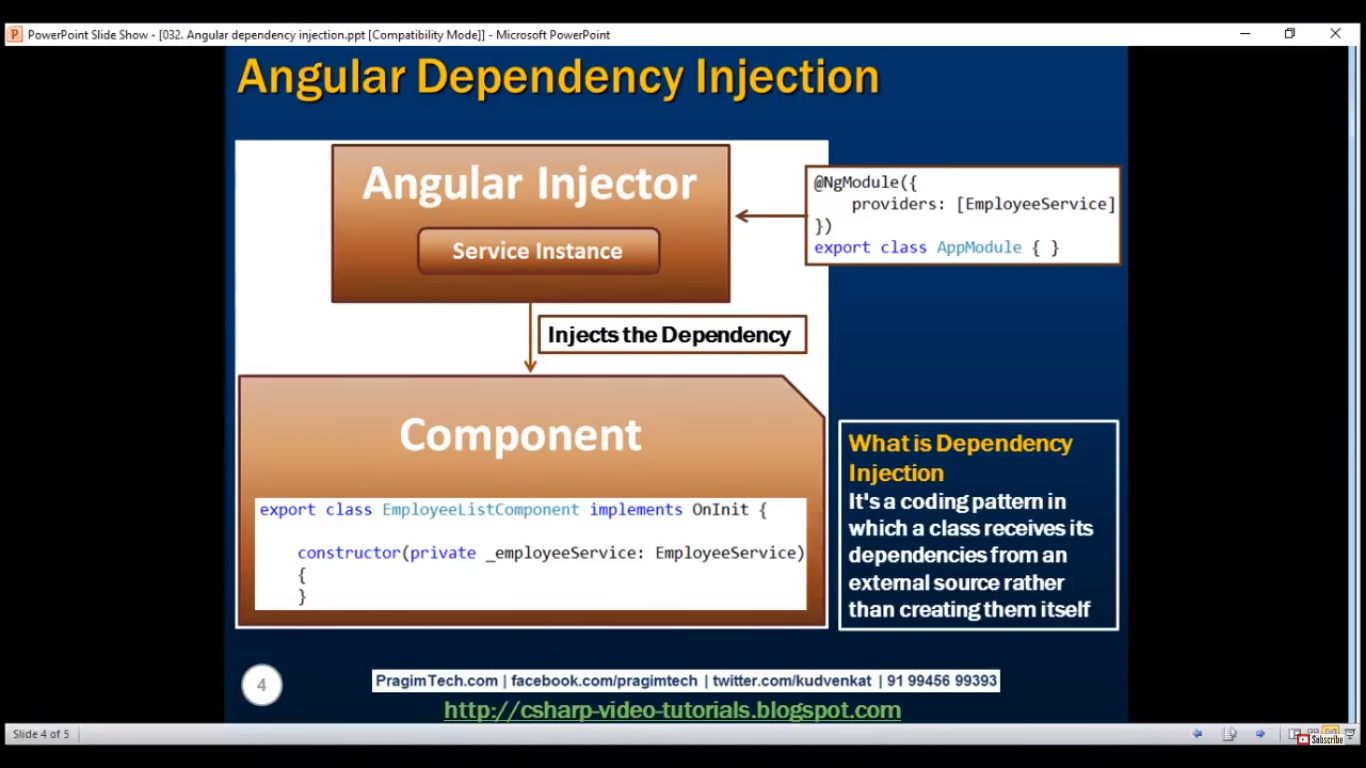 PowerPoint Slide Show - [032. Angular dependency injection.ppt [Compatibility Mode]] - Microsoft PowerPoint
Angular Dependency Injection
Angular Injector
Service Instance
@NgModule({
providers: [EmployeeService]
})
export class AppModule { }
Injects the Dependency
Component
export class EmployeeListComponent implements OnInit {
constructor(private _employeeService: EmployeeService)
{
}
What is Dependency
Injection
It's a coding pattern in
which a class receives its
dependencies from an
external source rather
than creating them itself
4
PragimTech.com | facebook.com/pragimtech | twitter.com/kudvenkat | 91 99456 99393
http://csharp-video-tutorials.blogspot.com
Slide 4 of 5
Subscribe